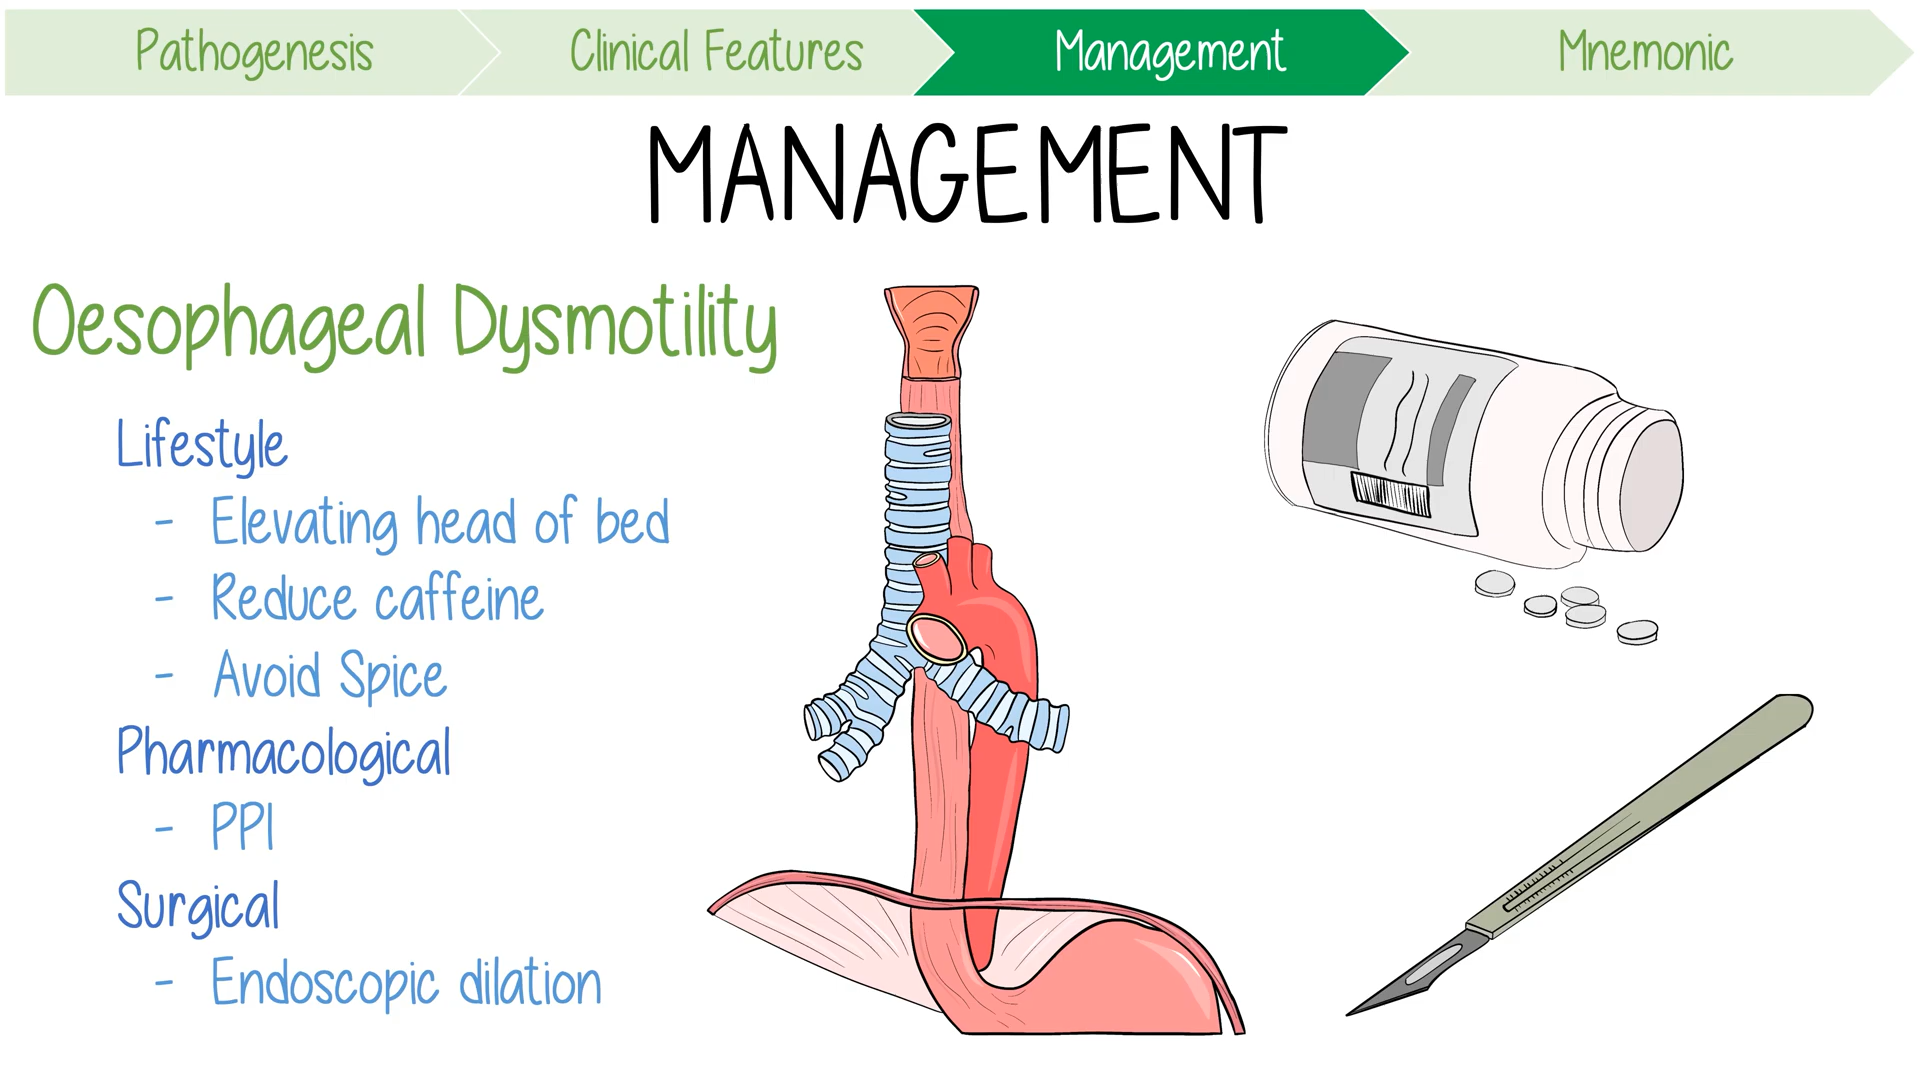 Pathogenesis
Clinical Features
Management
Mnemonic
MANAGEMENT
Oesophageal Dysmotility
Lifestyle
- Elevating head of bed
- Reduce caffeine
- Avoid Spice
Pharmacological
- PPI
Surgical
- Endoscopic dilation